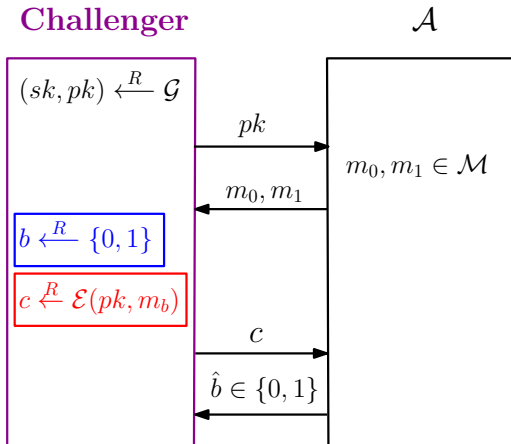 Challenger
𝒜
(sk, pk) ←R 𝒢
pk
m₀, m₁ ∈ ℳ
m₀, m₁
b ←R {0, 1}
c ←R ℰ(pk, m_b)
c
b̂ ∈ {0, 1}